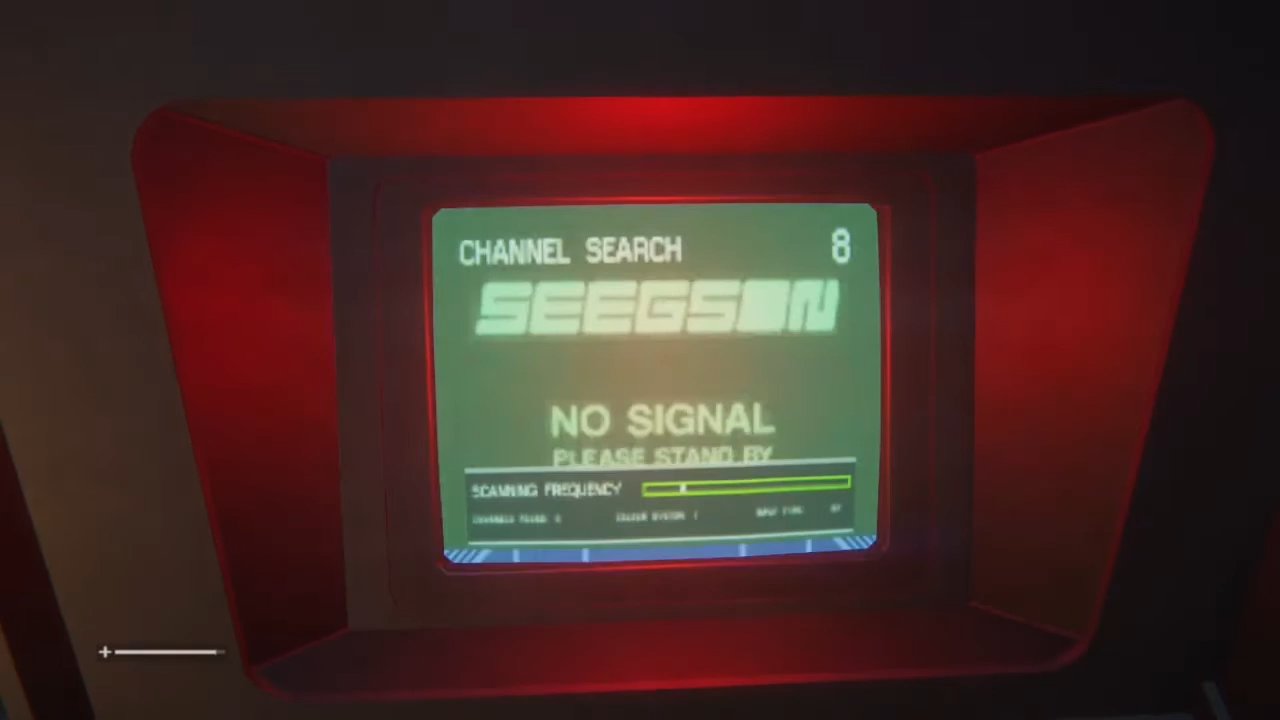 CHANNEL SEARCH 8
SEEGSON
NO SIGNAL
PLEASE STAND BY
SCANNING FREQUENCY